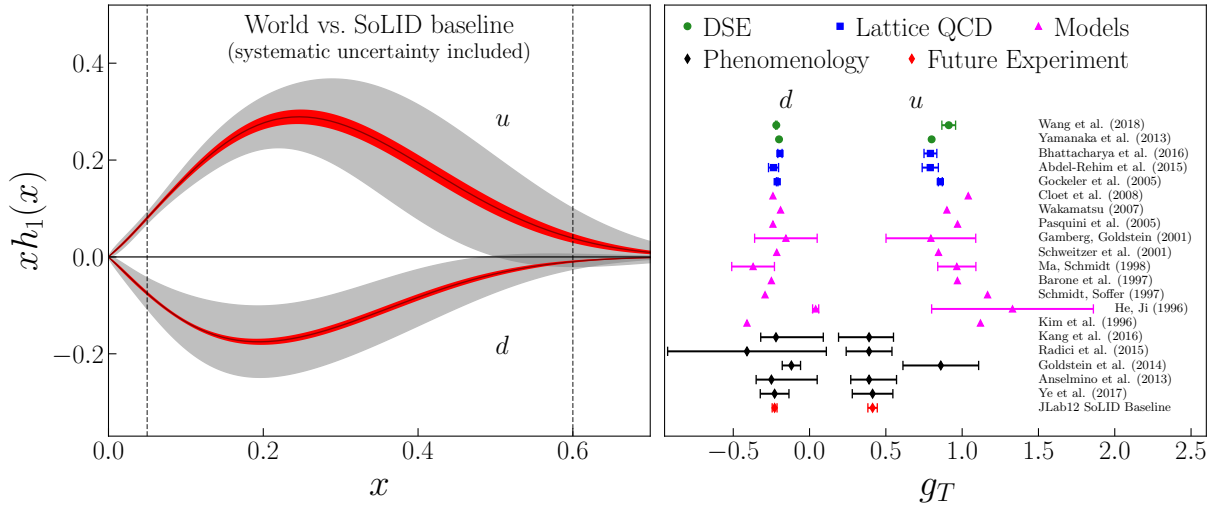 World vs. SoLID baseline
(systematic uncertainty included)
u
d
0.4
0.2
0.0
−0.2
0.0
0.2
0.4
0.6
x
xh1(x)
DSE
Lattice QCD
Models
Phenomenology
Future Experiment
d
u
Wang et al. (2018)
Yamanaka et al. (2013)
Bhattacharya et al. (2016)
Abdel-Rehim et al. (2015)
Gockeler et al. (2005)
Cloet et al. (2008)
Wakamatsu (2007)
Pasquini et al. (2005)
Gamberg, Goldstein (2001)
Schweitzer et al. (2001)
Ma, Schmidt (1998)
Barone et al. (1997)
Schmidt, Soffer (1997)
He, Ji (1996)
Kim et al. (1996)
Kang et al. (2016)
Radici et al. (2015)
Goldstein et al. (2014)
Anselmino et al. (2013)
Ye et al. (2017)
JLab12 SoLID Baseline
−0.5
0.0
0.5
1.0
1.5
2.0
2.5
gT